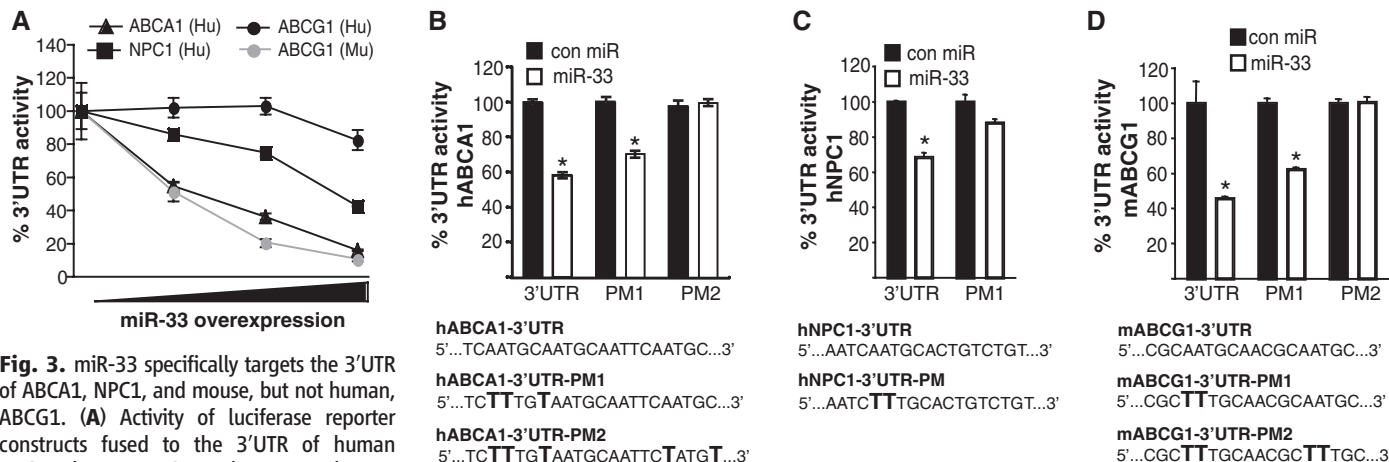 A
ABCA1 (Hu) ABCG1 (Hu)
NPC1 (Hu) ABCG1 (Mu)
% 3'UTR activity
140
120
100
80
60
40
20
0
miR-33 overexpression
Fig. 3. miR-33 specifically targets the 3'UTR
of ABCA1, NPC1, and mouse, but not human,
ABCG1. (A) Activity of luciferase reporter
constructs fused to the 3'UTR of human
B
con miR
miR-33
% 3'UTR activity
hABCA1
120
100
80
60
40
20
*
*
3'UTR PM1 PM2
hABCA1-3'UTR
5'...TCAATGCAATGCAATTCAATGC...3'
hABCA1-3'UTR-PM1
5'...TCTTTGTAATGCAATTCAATGC...3'
hABCA1-3'UTR-PM2
5'...TCTTTGTAATGCAATTCTATGT...3'
C
con miR
miR-33
% 3'UTR activity
hNPC1
120
100
80
60
40
20
*
3'UTR PM1
hNPC1-3'UTR
5'...AATCAATGCACTGTCTGT...3'
hNPC1-3'UTR-PM
5'...AATCTTTGCACTGTCTGT...3'
D
con miR
miR-33
% 3'UTR activity
mABCG1
120
100
80
60
40
20
*
*
3'UTR PM1 PM2
mABCG1-3'UTR
5'...CGCAATGCAACGCAATGC...3'
mABCG1-3'UTR-PM1
5'...CGCTTTGCAACGCAATGC...3'
mABCG1-3'UTR-PM2
5'...CGCTTTGCAACGCTTTGC...3'